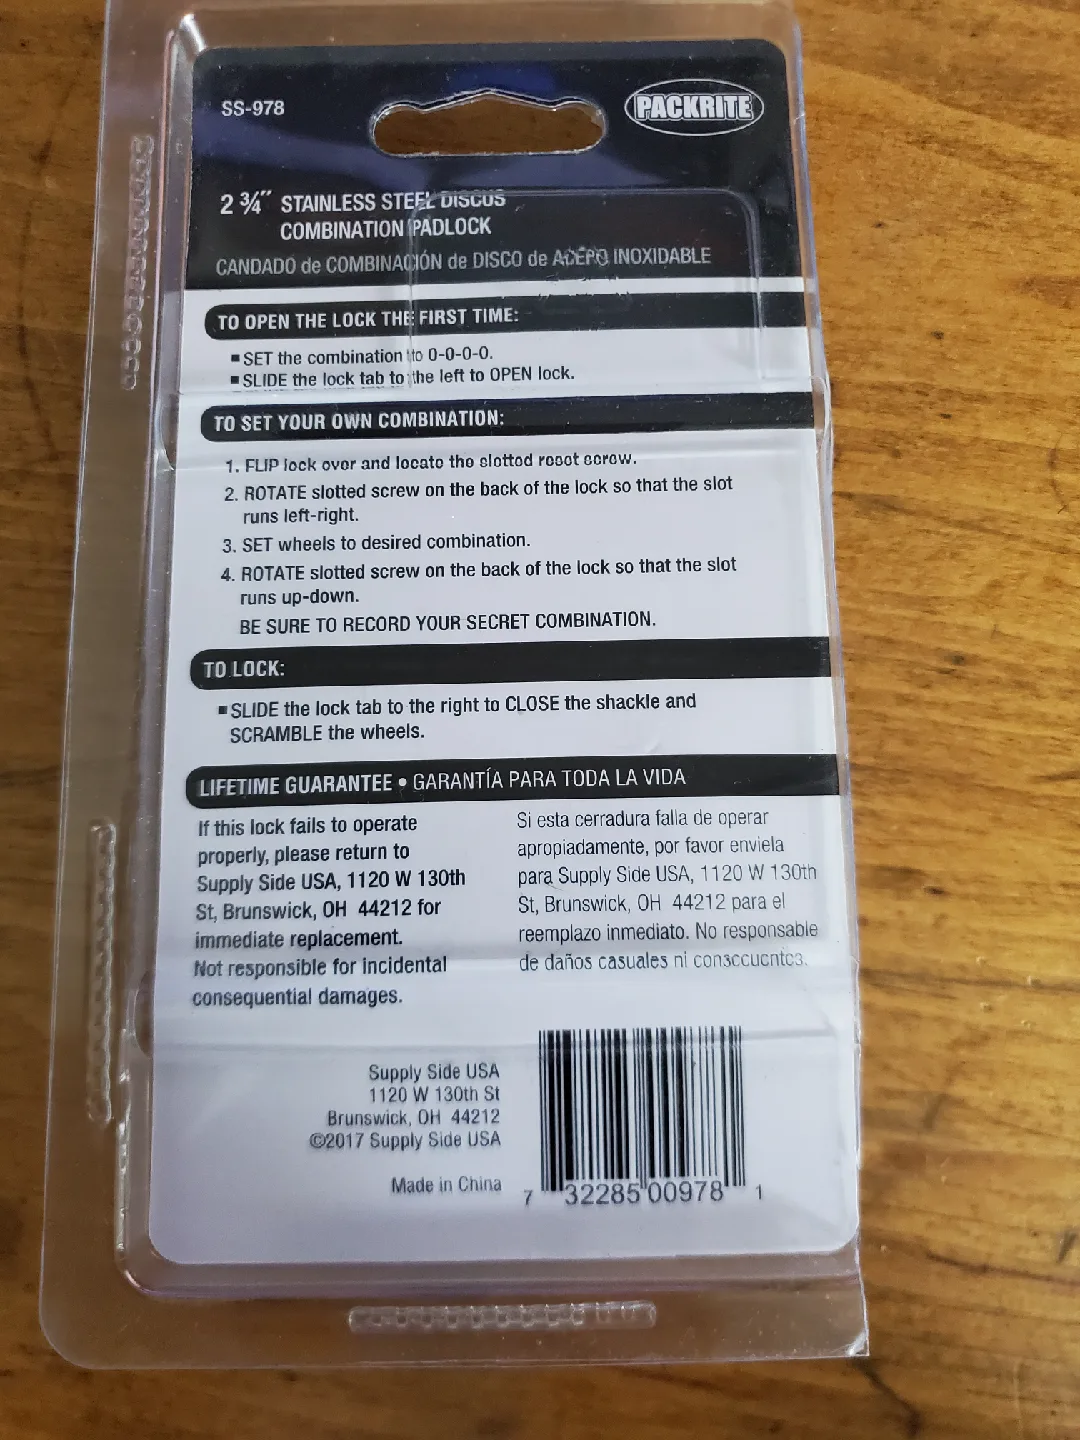 SS-978
PACKRITE
2 ¾" STAINLESS STEEL DISCUS
COMBINATION PADLOCK
CANDADO de COMBINACIÓN de DISCO de ACERO INOXIDABLE
TO OPEN THE LOCK THE FIRST TIME:
▪ SET the combination to 0-0-0-0.
▪ SLIDE the lock tab to the left to OPEN lock.
TO SET YOUR OWN COMBINATION:
1. FLIP lock over and locate the slotted reset screw.
2. ROTATE slotted screw on the back of the lock so that the slot
runs left-right.
3. SET wheels to desired combination.
4. ROTATE slotted screw on the back of the lock so that the slot
runs up-down.
BE SURE TO RECORD YOUR SECRET COMBINATION.
TO LOCK:
▪ SLIDE the lock tab to the right to CLOSE the shackle and
SCRAMBLE the wheels.
LIFETIME GUARANTEE • GARANTÍA PARA TODA LA VIDA
If this lock fails to operate
properly, please return to
Supply Side USA, 1120 W 130th
St, Brunswick, OH 44212 for
immediate replacement.
Not responsible for incidental
consequential damages.
Si esta cerradura falla de operar
apropiadamente, por favor enviela
para Supply Side USA, 1120 W 130th
St, Brunswick, OH 44212 para el
reemplazo inmediato. No responsable
de daños casuales ni consecuentes.
Supply Side USA
1120 W 130th St
Brunswick, OH 44212
©2017 Supply Side USA
Made in China
7 32285 00978 1